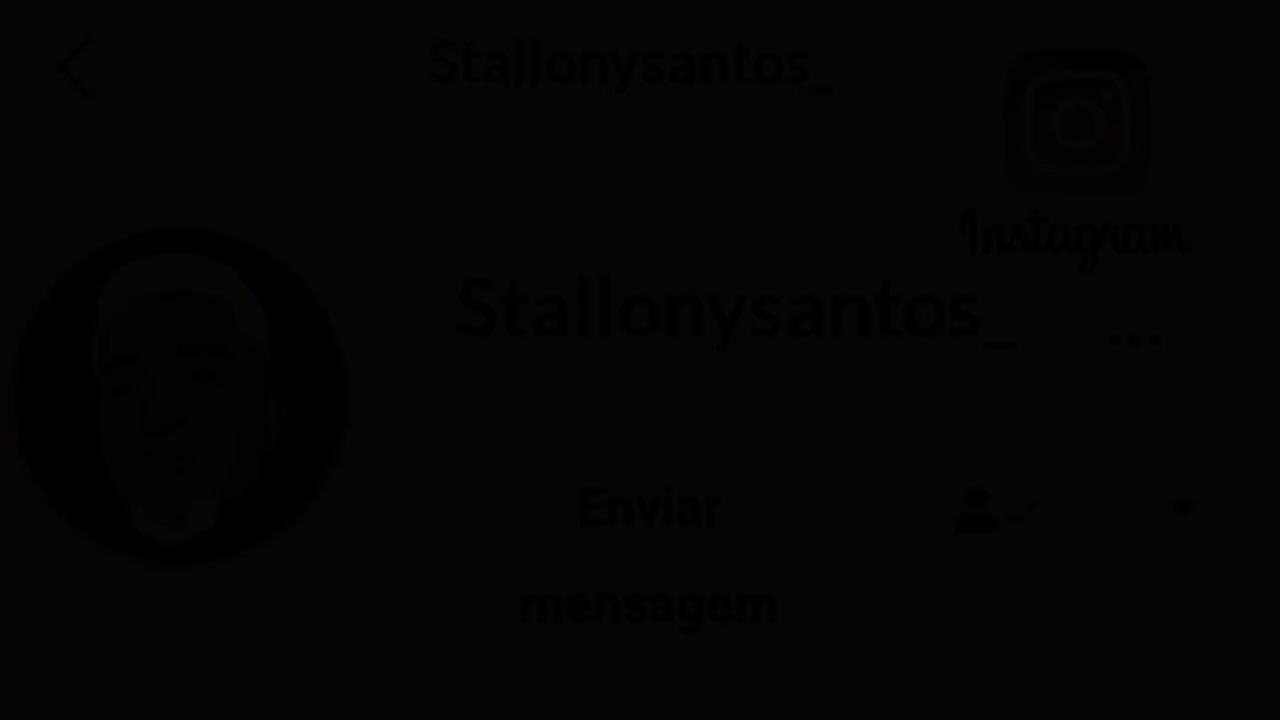 Stallonysantos_
Instagram
Stallonysantos_ ...
Enviar
mensagem